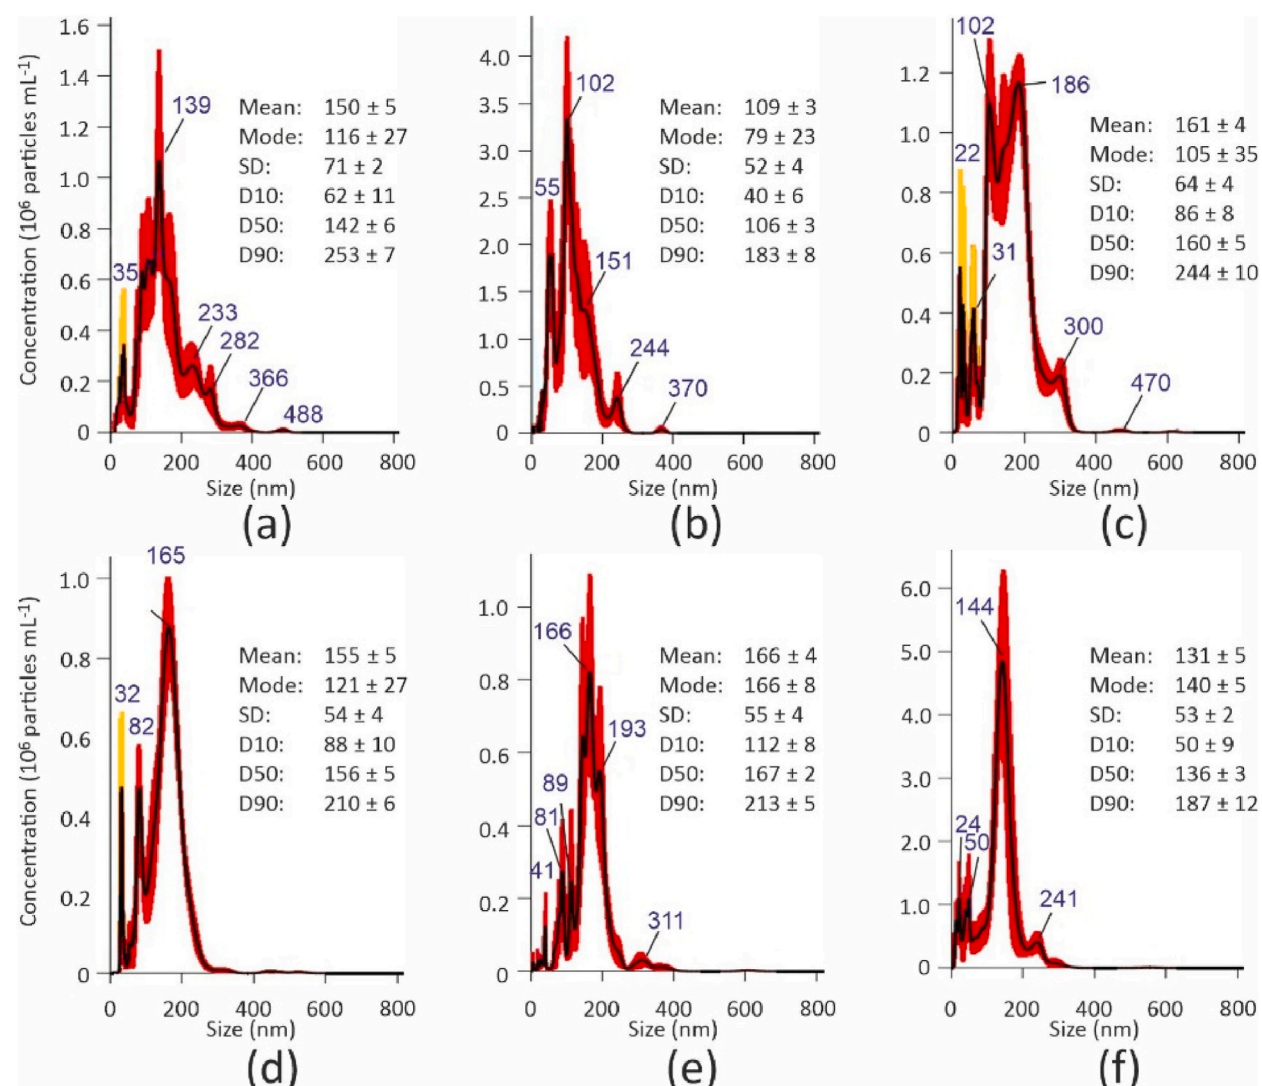 Concentration (10⁶ particles mL⁻¹)
1.6
1.4
1.2
1.0
0.8
0.6
0.4
0.2
0
139
35
233
282
366
488
Mean: 150 ± 5
Mode: 116 ± 27
SD: 71 ± 2
D10: 62 ± 11
D50: 142 ± 6
D90: 253 ± 7
0 200 400 600 800
Size (nm)
(a)
4.0
3.5
3.0
2.5
2.0
1.5
1.0
0.5
0
102
55
151
244
370
Mean: 109 ± 3
Mode: 79 ± 23
SD: 52 ± 4
D10: 40 ± 6
D50: 106 ± 3
D90: 183 ± 8
0 200 400 600 800
Size (nm)
(b)
1.2
1.0
0.8
0.6
0.4
0.2
0
102
186
22
31
300
470
Mean: 161 ± 4
Mode: 105 ± 35
SD: 64 ± 4
D10: 86 ± 8
D50: 160 ± 5
D90: 244 ± 10
0 200 400 600 800
Size (nm)
(c)
Concentration (10⁶ particles mL⁻¹)
1.0
0.8
0.6
0.4
0.2
0
165
32
82
Mean: 155 ± 5
Mode: 121 ± 27
SD: 54 ± 4
D10: 88 ± 10
D50: 156 ± 5
D90: 210 ± 6
0 200 400 600 800
Size (nm)
(d)
1.0
0.8
0.6
0.4
0.2
0
166
193
89
81
41
311
Mean: 166 ± 4
Mode: 166 ± 8
SD: 55 ± 4
D10: 112 ± 8
D50: 167 ± 2
D90: 213 ± 5
0 200 400 600 800
Size (nm)
(e)
6.0
5.0
4.0
3.0
2.0
1.0
0
144
24
50
241
Mean: 131 ± 5
Mode: 140 ± 5
SD: 53 ± 2
D10: 50 ± 9
D50: 136 ± 3
D90: 187 ± 12
0 200 400 600 800
Size (nm)
(f)